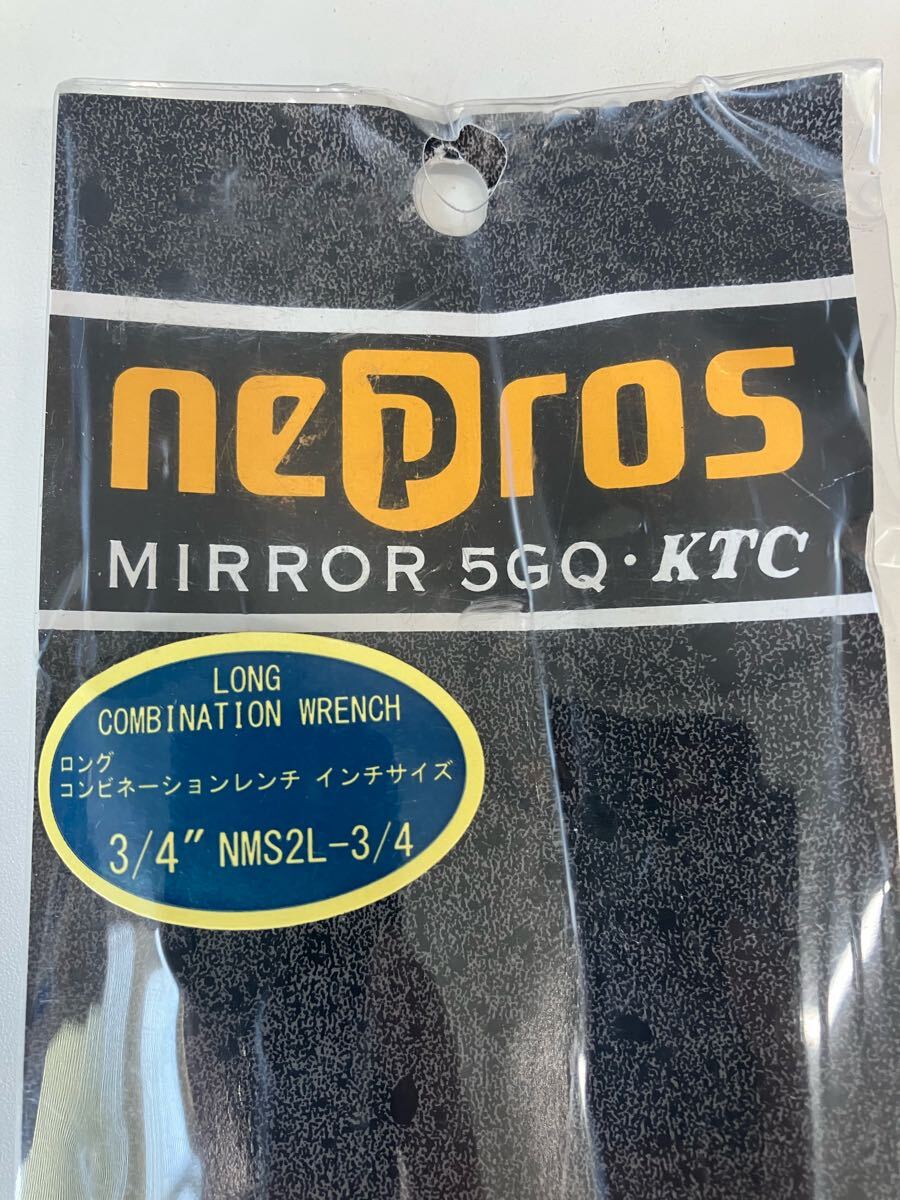 nepros
MIRROR 5GQ・KTC
LONG
COMBINATION WRENCH
ロング
コンビネーションレンチ インチサイズ
3/4" NMS2L-3/4